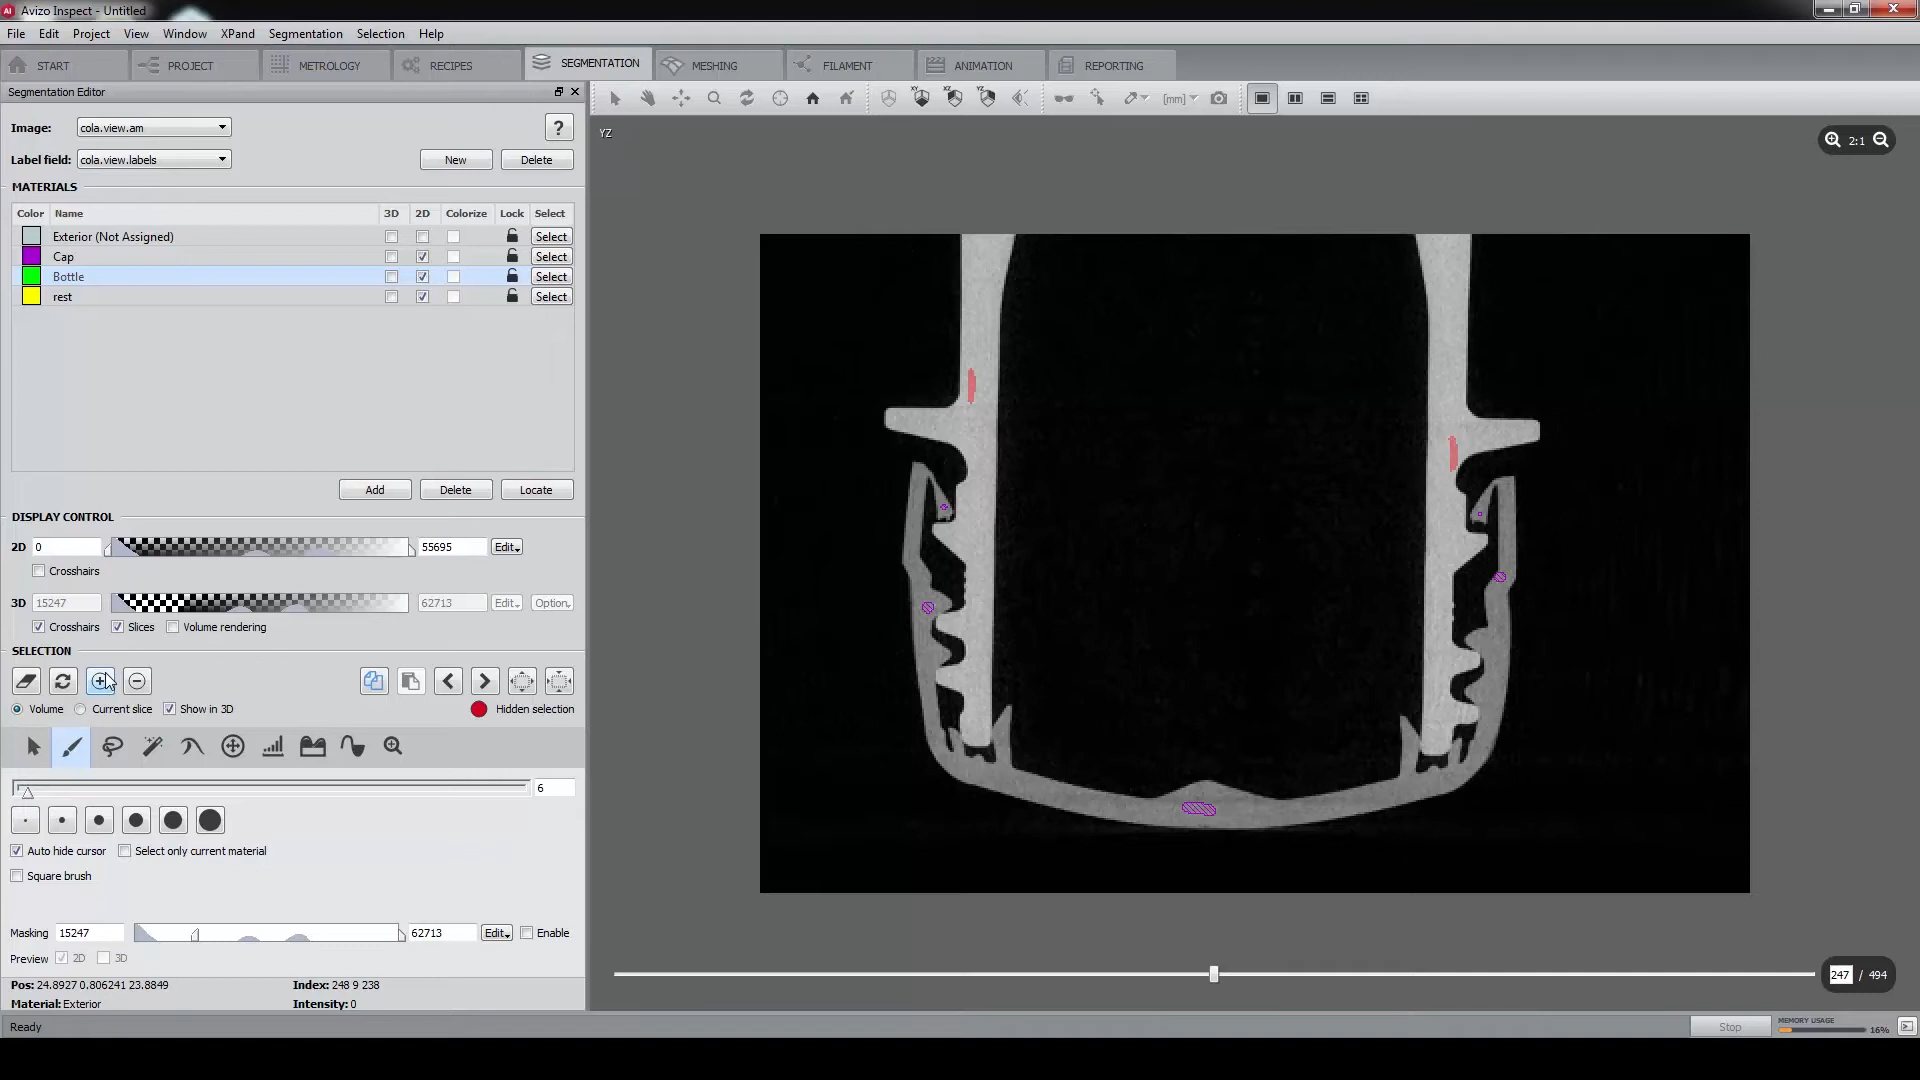 Avizo Inspect - Untitled
File Edit Project View Window XPand Segmentation Selection Help
START PROJECT METROLOGY RECIPES SEGMENTATION MESHING FILAMENT ANIMATION REPORTING
Segmentation Editor
Image: cola.view.am ?
Label field: cola.view.labels New Delete
MATERIALS
Color Name 3D 2D Colorize Lock Select
Exterior (Not Assigned) Select
Cap Select
Bottle Select
rest Select
Add Delete Locate
DISPLAY CONTROL
2D 0 55695 Edit
Crosshairs
3D 15247 62713 Edit Option
Crosshairs Slices Volume rendering
SELECTION
Volume Current slice Show in 3D Hidden selection
6
Auto hide cursor Select only current material
Square brush
Masking 15247 62713 Edit Enable
Preview 2D 3D
Pos: 24.8927 0.806241 23.8849 Index: 248 9 238
Material: Exterior Intensity: 0
Ready
XY XZ YZ [mm]
YZ
2:1
247 / 494
Stop MEMORY USAGE 16%